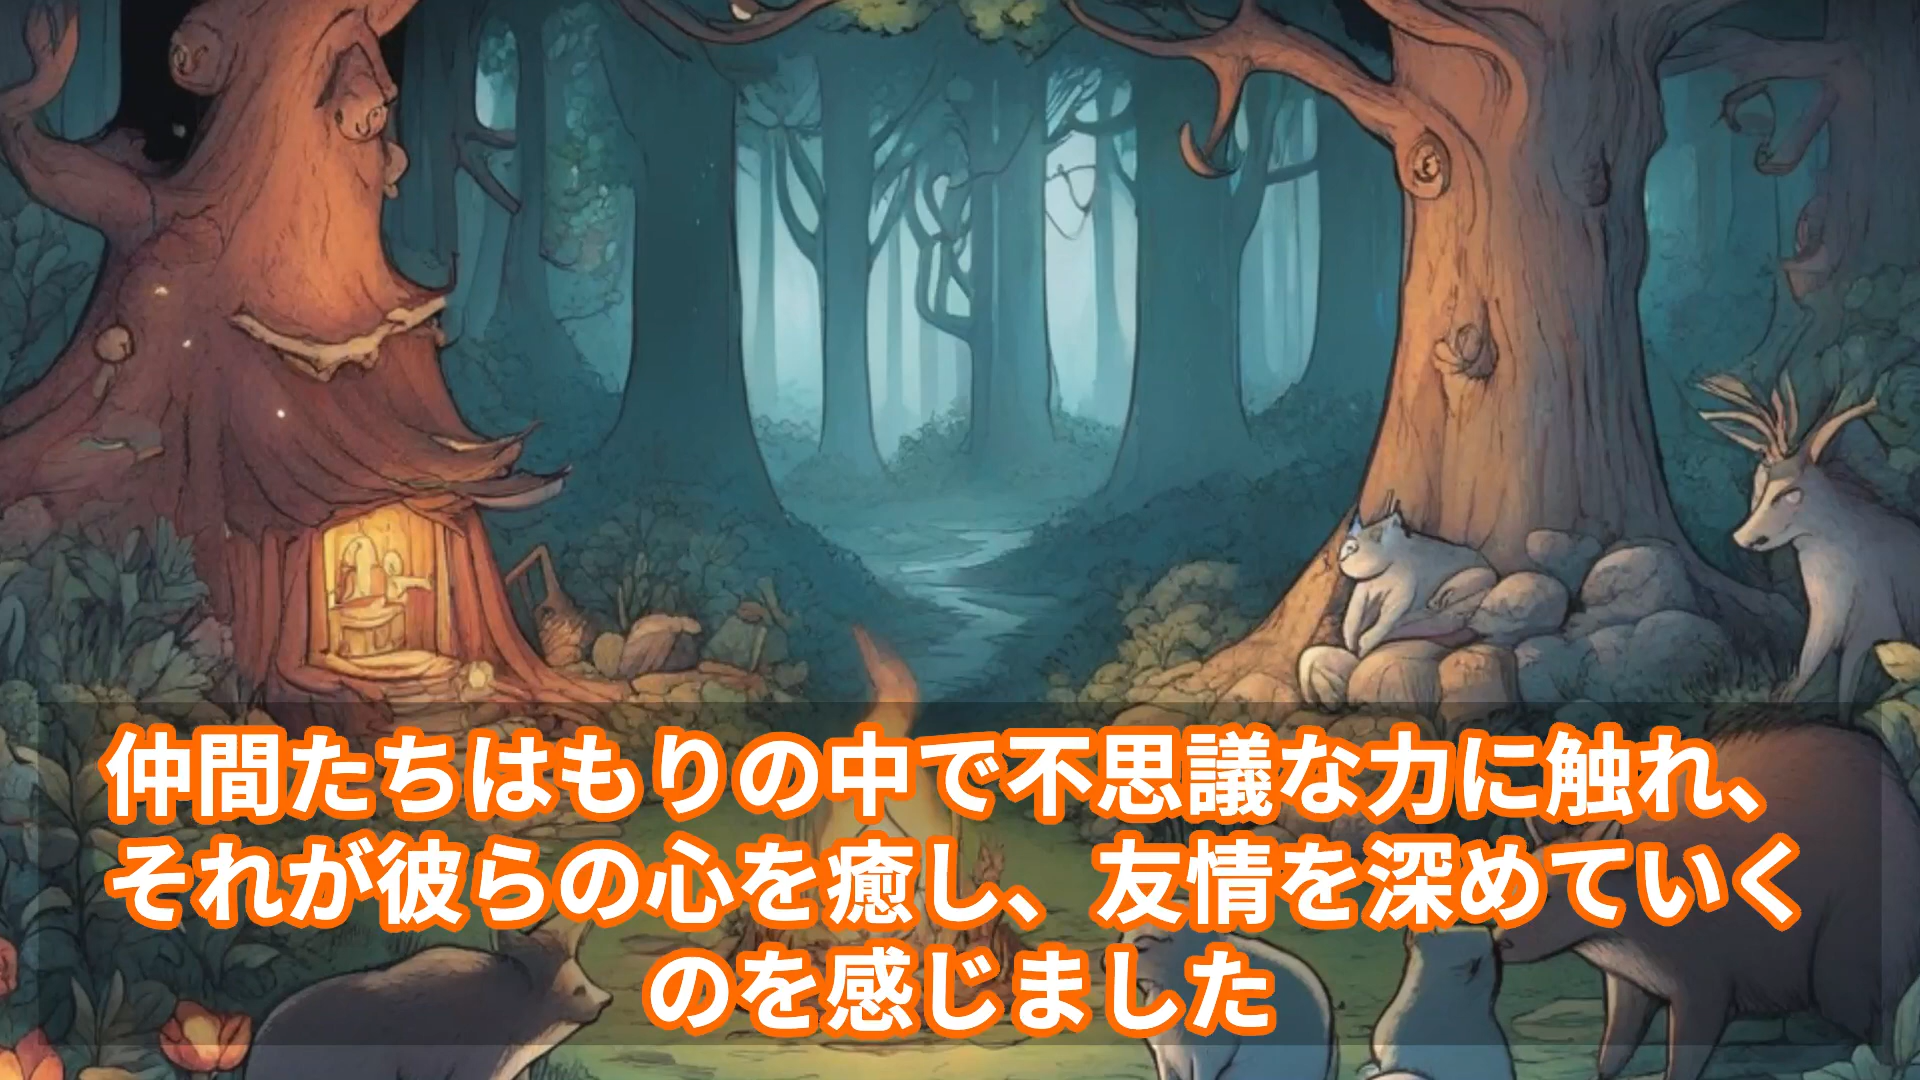 仲間たちはもりの中で不思議な力に触れ、
それが彼らの心を癒し、友情を深めていく
のを感じました